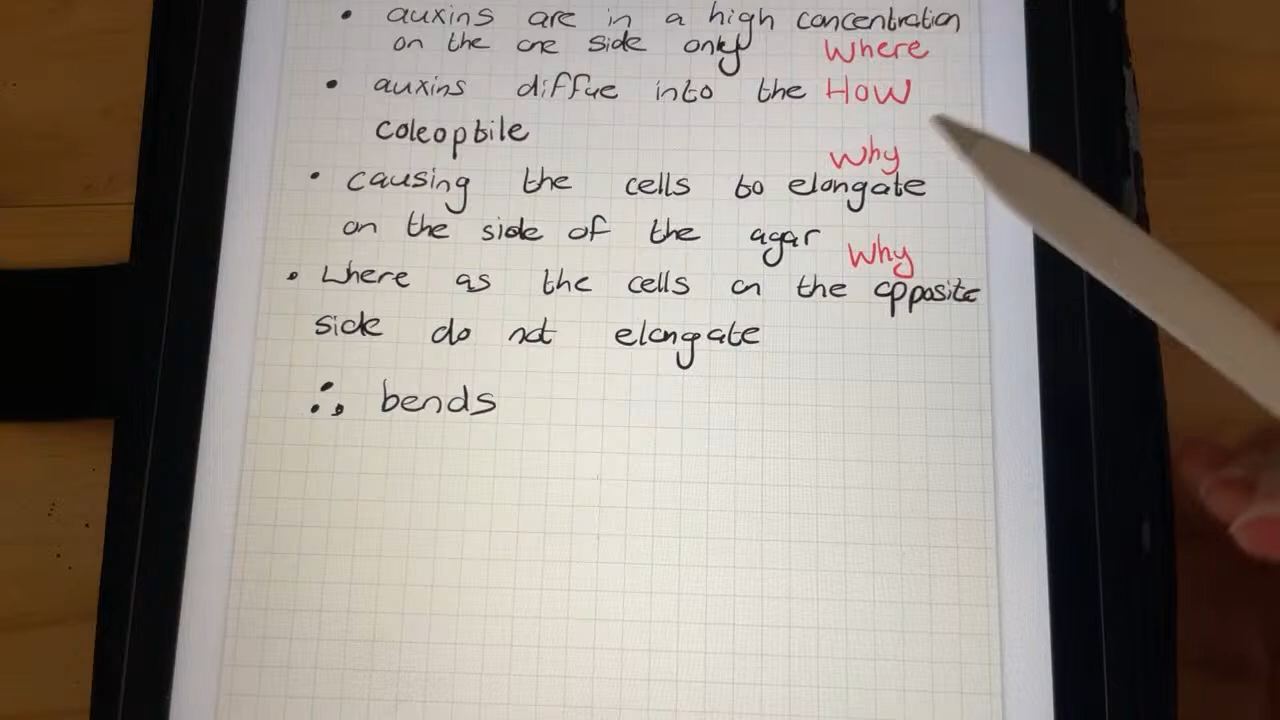 • auxins are in a high concentration
on the one side only Where
• auxins diffue into the How
coleoptile
Why
• causing the cells to elongate
on the side of the agar Why
• where as the cells on the opposite
side do not elongate
∴ bends